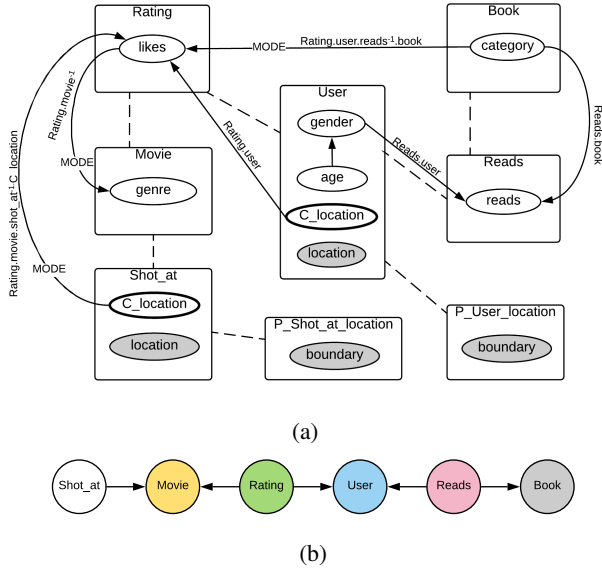 Rating
Book
likes
MODE
Rating.user.reads⁻¹.book
category
User
gender
Rating.movie⁻¹
Rating.user
Reads.user
Reads.book
MODE
Movie
genre
age
Reads
reads
C_location
location
Rating.movie.shot_at⁻¹.C_location
MODE
Shot_at
C_location
location
P_Shot_at_location
boundary
P_User_location
boundary
(a)
Shot_at
Movie
Rating
User
Reads
Book
(b)